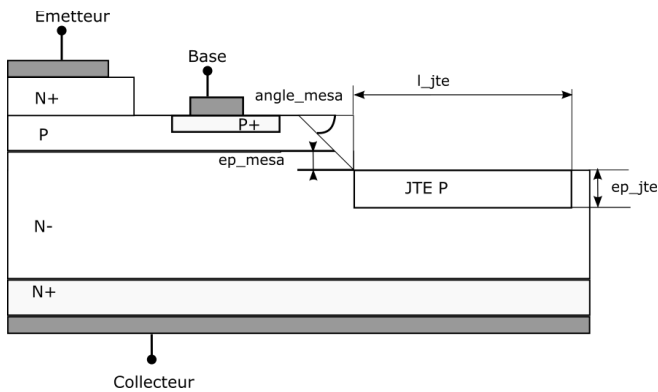 Emetteur
Base
l_jte
N+
angle_mesa
P+
P
ep_mesa
JTE P
ep_jte
N-
N+
Collecteur